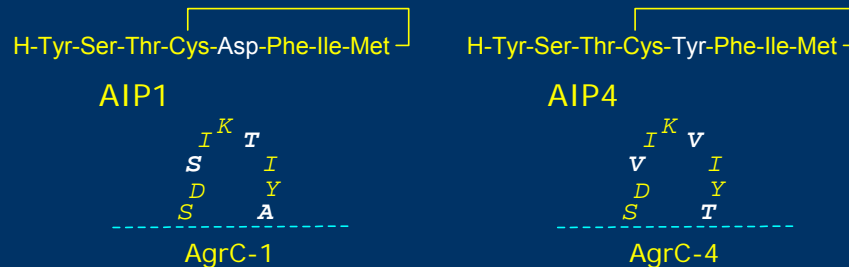 H-Tyr-Ser-Thr-Cys-Asp-Phe-Ile-Met
AIP1
S D S I K T I Y A
AgrC-1
H-Tyr-Ser-Thr-Cys-Tyr-Phe-Ile-Met
AIP4
S D V I K V I Y T
AgrC-4